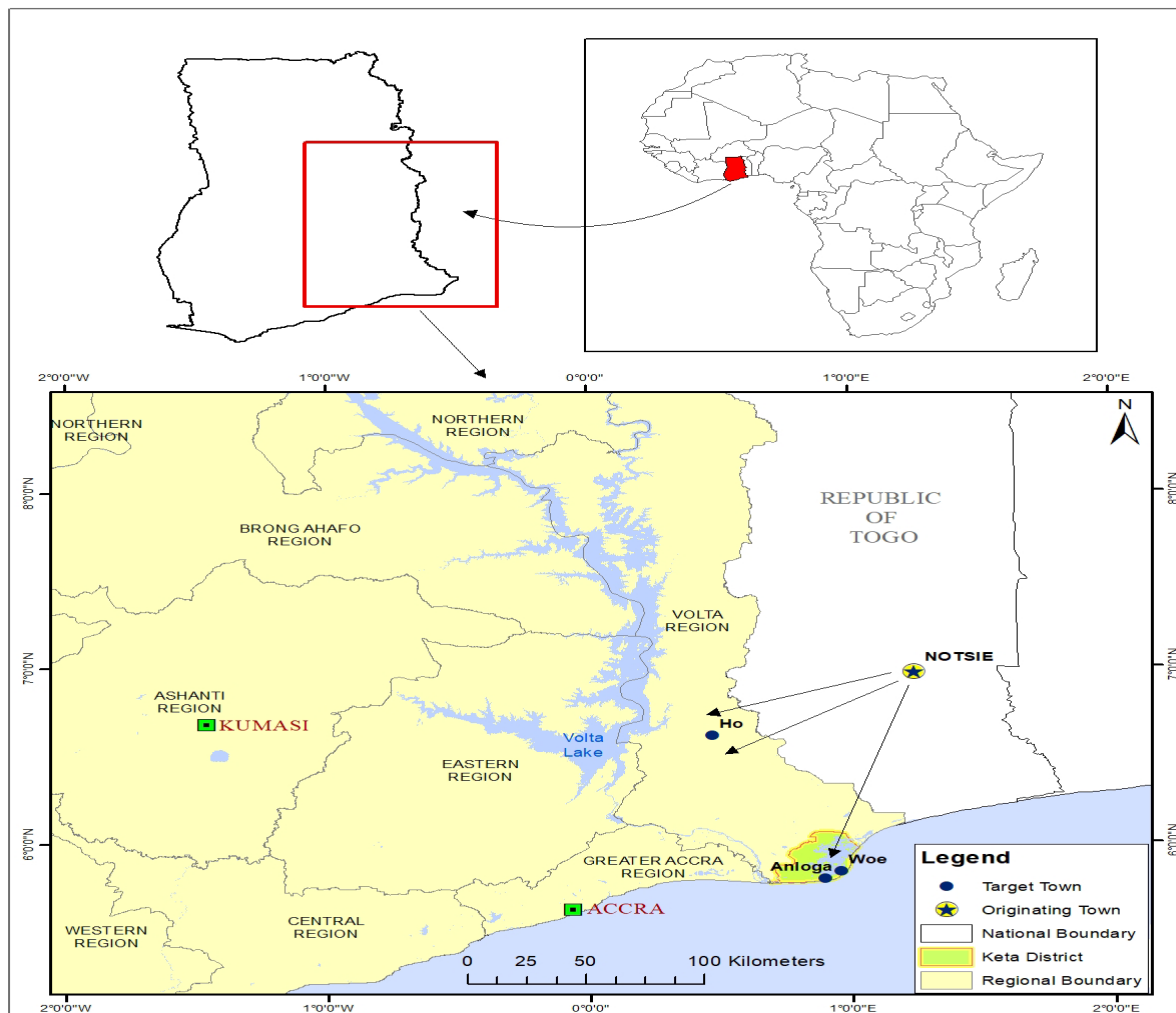 2°0'0"W
1°0'0"W
0°0'0"
1°0'0"E
2°0'0"E
N
NORTHERN
REGION
NORTHERN
REGION
8°0'0"N
8°0'0"N
REPUBLIC
OF
TOGO
BRONG AHAFO
REGION
VOLTA
REGION
NOTSIE
7°0'0"N
7°0'0"N
ASHANTI
REGION
KUMASI
Ho
Volta
Lake
EASTERN
REGION
6°0'0"N
6°0'0"N
GREATER ACCRA
REGION
Anloga
Woe
ACCRA
CENTRAL
REGION
WESTERN
REGION
0 25 50 100 Kilometers
Legend
Target Town
Originating Town
National Boundary
Keta District
Regional Boundary
2°0'0"W
1°0'0"W
0°0'0"
1°0'0"E
2°0'0"E